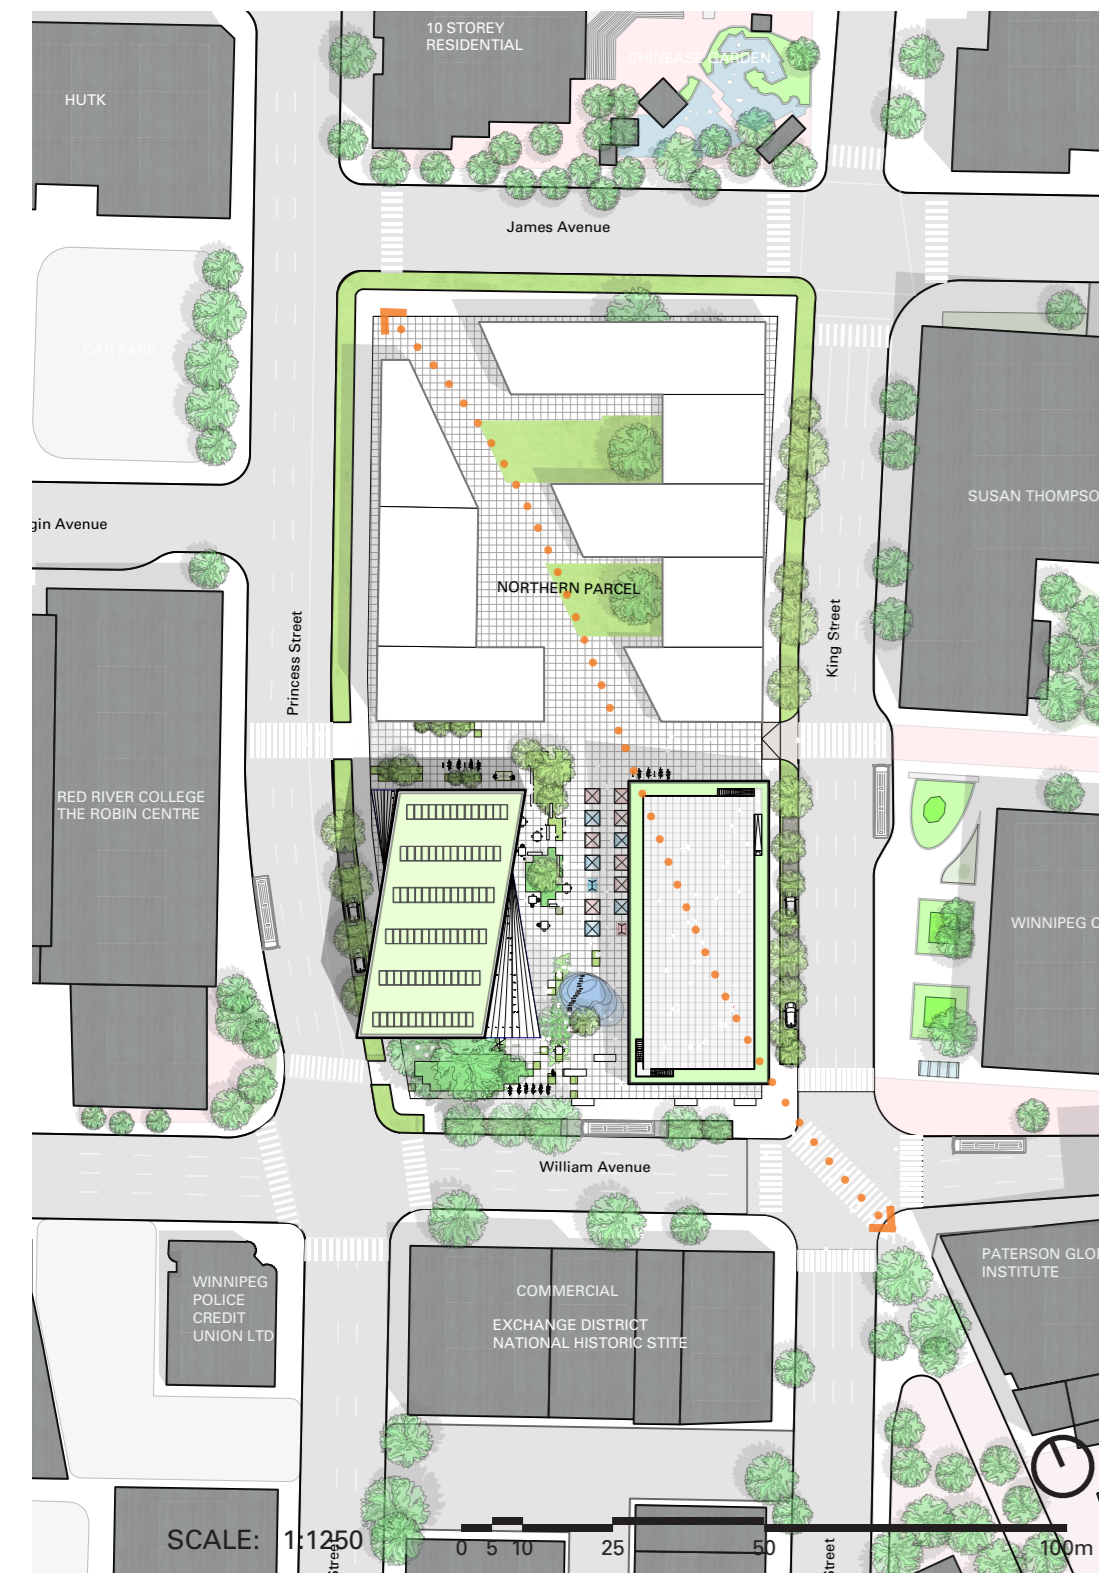 10 STOREY
RESIDENTIAL
CHINEASE GARDEN
HUTK
James Avenue
CAR PARK
SUSAN THOMPSO
gin Avenue
NORTHERN PARCEL
Princess Street
King Street
RED RIVER COLLEGE
THE ROBIN CENTRE
WINNIPEG C
William Avenue
PATERSON GLO
INSTITUTE
WINNIPEG
POLICE
CREDIT
UNION LTD
COMMERCIAL
EXCHANGE DISTRICT
NATIONAL HISTORIC STITE
SCALE: 1:1250
0 5 10 25 50 100m
Street
Street